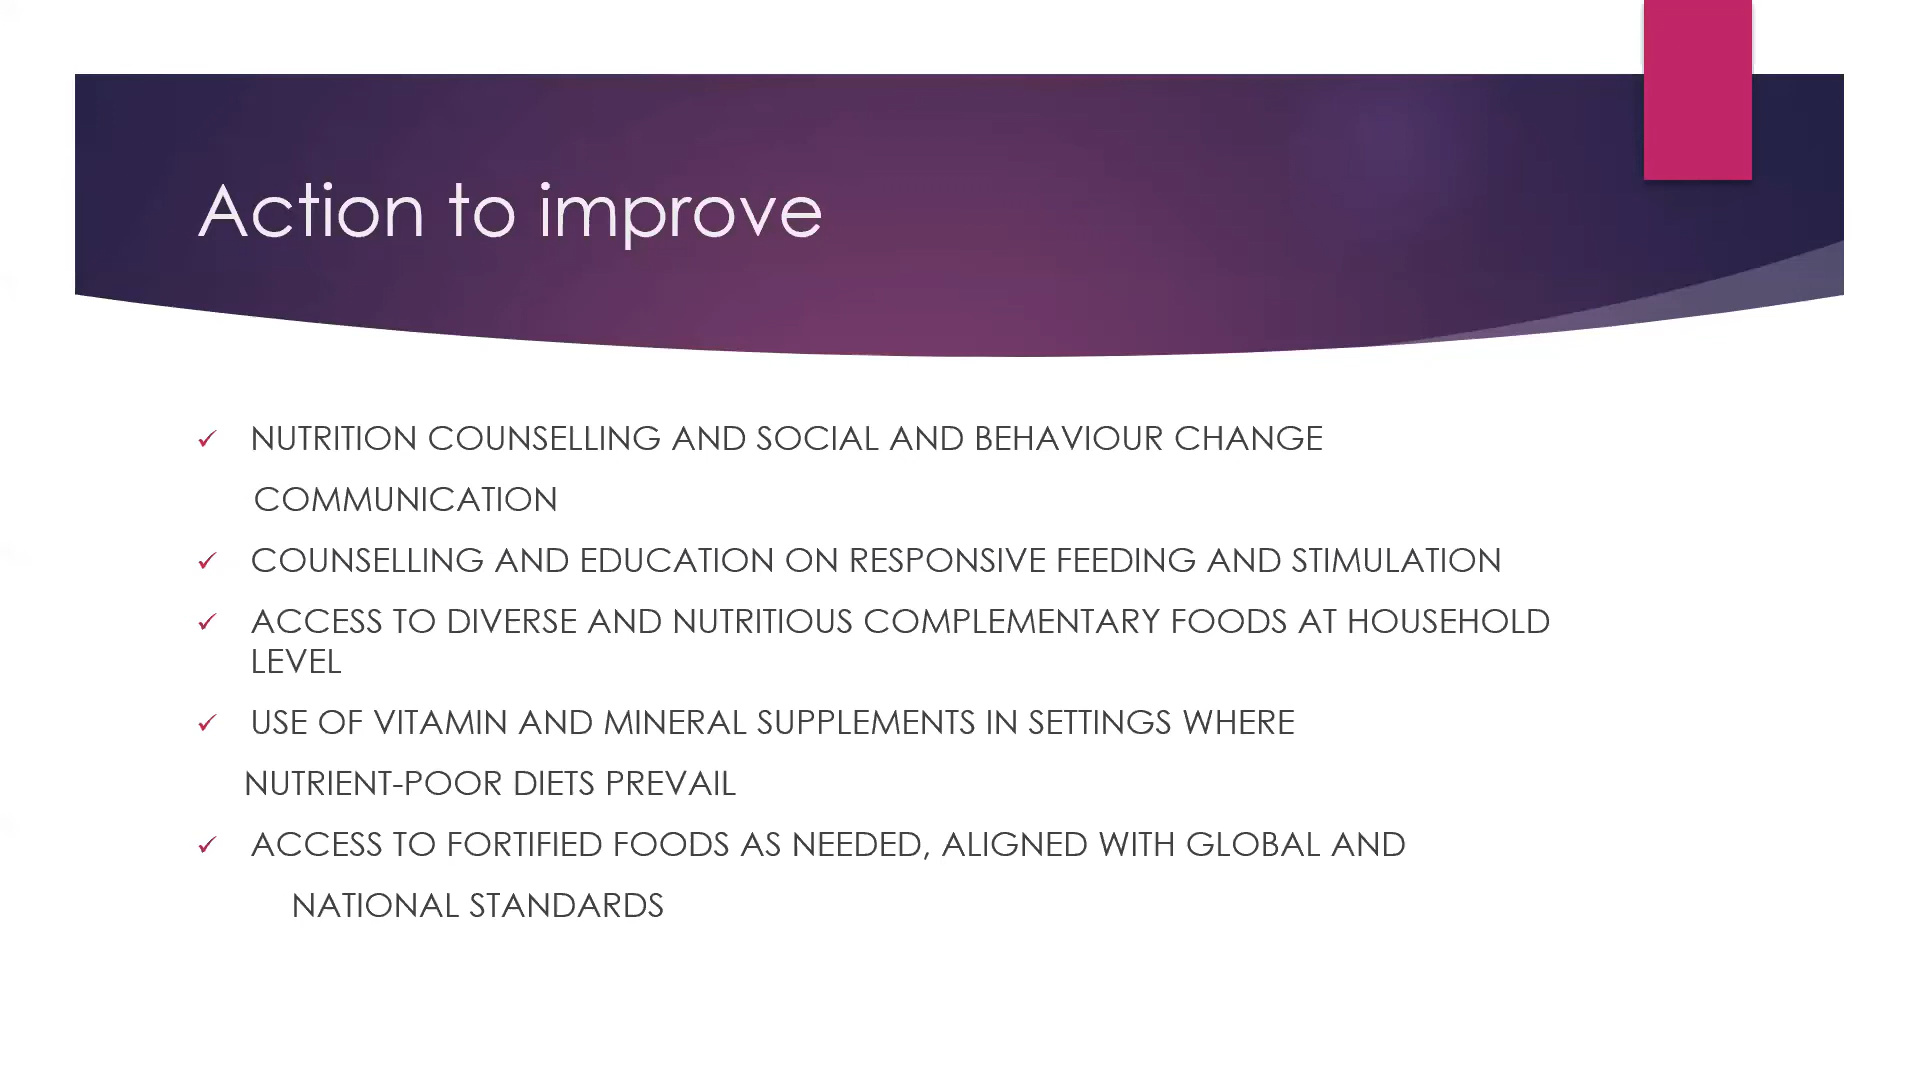 Action to improve
NUTRITION COUNSELLING AND SOCIAL AND BEHAVIOUR CHANGE
COMMUNICATION
COUNSELLING AND EDUCATION ON RESPONSIVE FEEDING AND STIMULATION
ACCESS TO DIVERSE AND NUTRITIOUS COMPLEMENTARY FOODS AT HOUSEHOLD
LEVEL
USE OF VITAMIN AND MINERAL SUPPLEMENTS IN SETTINGS WHERE
NUTRIENT-POOR DIETS PREVAIL
ACCESS TO FORTIFIED FOODS AS NEEDED, ALIGNED WITH GLOBAL AND
NATIONAL STANDARDS